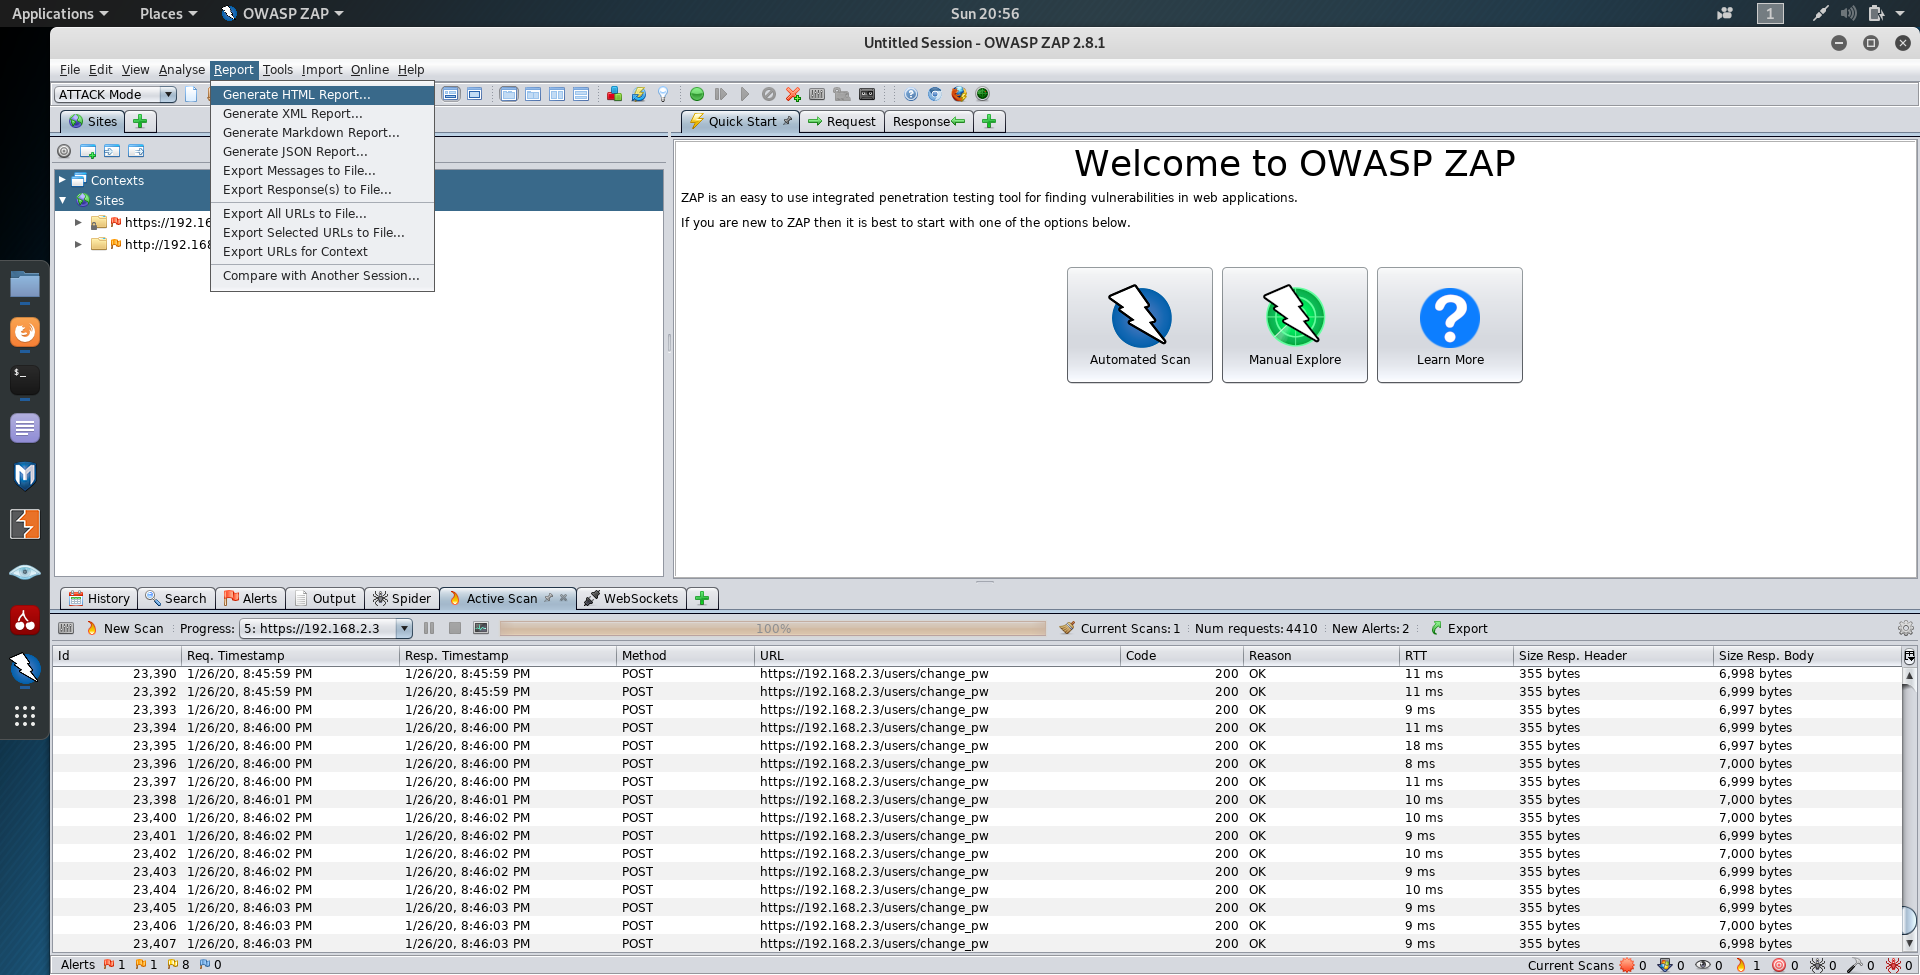 Applications Places OWASP ZAP Sun 20:56 1
Untitled Session - OWASP ZAP 2.8.1
File Edit View Analyse Report Tools Import Online Help
ATTACK Mode
Generate HTML Report...
Generate XML Report...
Generate Markdown Report...
Generate JSON Report...
Export Messages to File...
Export Response(s) to File...
Export All URLs to File...
Export Selected URLs to File...
Export URLs for Context
Compare with Another Session...
Sites
Contexts
Sites
https://192.16
http://192.168
Quick Start Request Response
Welcome to OWASP ZAP
ZAP is an easy to use integrated penetration testing tool for finding vulnerabilities in web applications.
If you are new to ZAP then it is best to start with one of the options below.
Automated Scan Manual Explore Learn More
History Search Alerts Output Spider Active Scan WebSockets
New Scan Progress: 5: https://192.168.2.3 100% Current Scans: 1 Num requests: 4410 New Alerts: 2 Export
Id Req. Timestamp Resp. Timestamp Method URL Code Reason RTT Size Resp. Header Size Resp. Body
23,390 1/26/20, 8:45:59 PM 1/26/20, 8:45:59 PM POST https://192.168.2.3/users/change_pw 200 OK 11 ms 355 bytes 6,998 bytes
23,392 1/26/20, 8:45:59 PM 1/26/20, 8:45:59 PM POST https://192.168.2.3/users/change_pw 200 OK 11 ms 355 bytes 6,999 bytes
23,393 1/26/20, 8:46:00 PM 1/26/20, 8:46:00 PM POST https://192.168.2.3/users/change_pw 200 OK 9 ms 355 bytes 6,997 bytes
23,394 1/26/20, 8:46:00 PM 1/26/20, 8:46:00 PM POST https://192.168.2.3/users/change_pw 200 OK 11 ms 355 bytes 6,999 bytes
23,395 1/26/20, 8:46:00 PM 1/26/20, 8:46:00 PM POST https://192.168.2.3/users/change_pw 200 OK 18 ms 355 bytes 6,997 bytes
23,396 1/26/20, 8:46:00 PM 1/26/20, 8:46:00 PM POST https://192.168.2.3/users/change_pw 200 OK 8 ms 355 bytes 7,000 bytes
23,397 1/26/20, 8:46:00 PM 1/26/20, 8:46:00 PM POST https://192.168.2.3/users/change_pw 200 OK 11 ms 355 bytes 6,999 bytes
23,398 1/26/20, 8:46:01 PM 1/26/20, 8:46:01 PM POST https://192.168.2.3/users/change_pw 200 OK 10 ms 355 bytes 7,000 bytes
23,400 1/26/20, 8:46:02 PM 1/26/20, 8:46:02 PM POST https://192.168.2.3/users/change_pw 200 OK 10 ms 355 bytes 7,000 bytes
23,401 1/26/20, 8:46:02 PM 1/26/20, 8:46:02 PM POST https://192.168.2.3/users/change_pw 200 OK 9 ms 355 bytes 6,999 bytes
23,402 1/26/20, 8:46:02 PM 1/26/20, 8:46:02 PM POST https://192.168.2.3/users/change_pw 200 OK 10 ms 355 bytes 7,000 bytes
23,403 1/26/20, 8:46:02 PM 1/26/20, 8:46:02 PM POST https://192.168.2.3/users/change_pw 200 OK 9 ms 355 bytes 6,999 bytes
23,404 1/26/20, 8:46:02 PM 1/26/20, 8:46:02 PM POST https://192.168.2.3/users/change_pw 200 OK 10 ms 355 bytes 6,998 bytes
23,405 1/26/20, 8:46:03 PM 1/26/20, 8:46:03 PM POST https://192.168.2.3/users/change_pw 200 OK 9 ms 355 bytes 6,999 bytes
23,406 1/26/20, 8:46:03 PM 1/26/20, 8:46:03 PM POST https://192.168.2.3/users/change_pw 200 OK 9 ms 355 bytes 7,000 bytes
23,407 1/26/20, 8:46:03 PM 1/26/20, 8:46:03 PM POST https://192.168.2.3/users/change_pw 200 OK 9 ms 355 bytes 6,998 bytes
Alerts 1 1 8 0 Current Scans 0 0 0 1 0 0 0 0